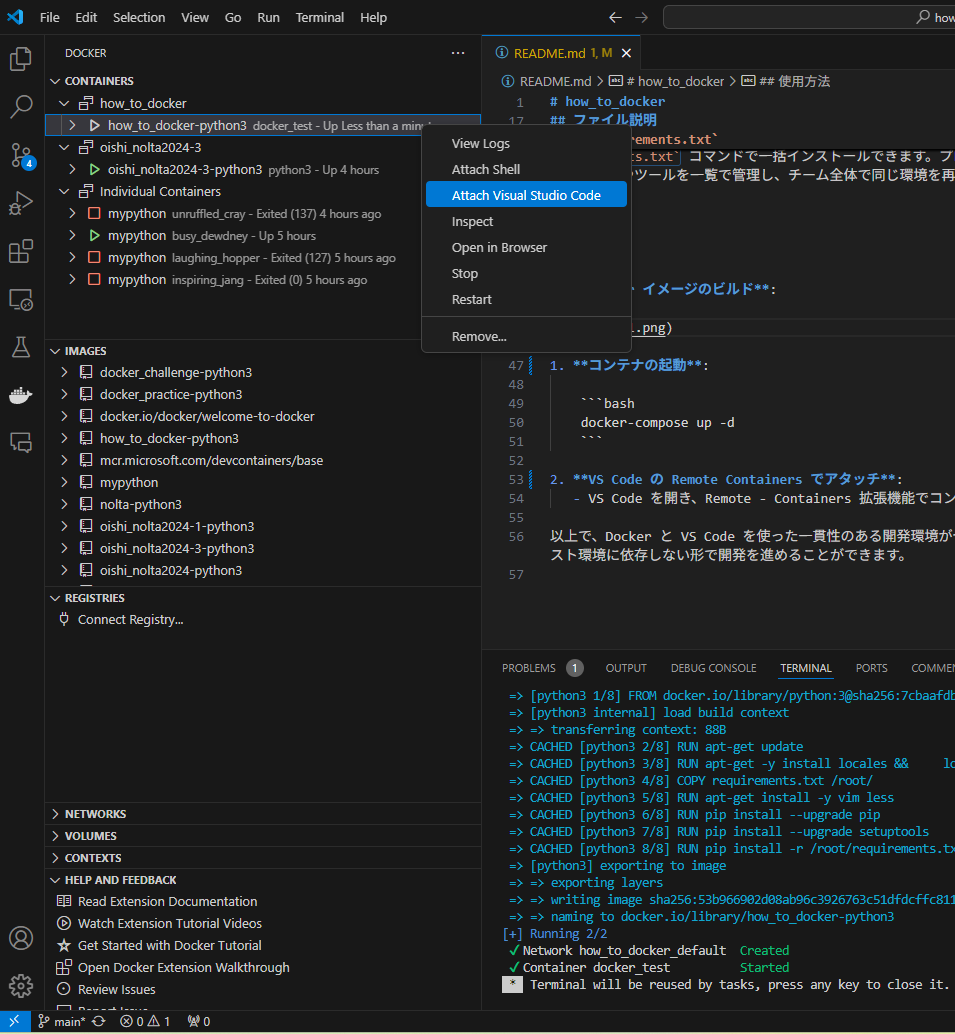 File Edit Selection View Go Run Terminal Help
how
DOCKER
CONTAINERS
how_to_docker
how_to_docker-python3 docker_test - Up Less than a minut
oishi_nolta2024-3
oishi_nolta2024-3-python3 python3 - Up 4 hours
Individual Containers
mypython unruffled_cray - Exited (137) 4 hours ago
mypython busy_dewdney - Up 5 hours
mypython laughing_hopper - Exited (127) 5 hours ago
mypython inspiring_jang - Exited (0) 5 hours ago
4
View Logs
Attach Shell
Attach Visual Studio Code
Inspect
Open in Browser
Stop
Restart
Remove...
IMAGES
docker_challenge-python3
docker_practice-python3
docker.io/docker/welcome-to-docker
how_to_docker-python3
mcr.microsoft.com/devcontainers/base
mypython
nolta-python3
oishi_nolta2024-1-python3
oishi_nolta2024-3-python3
oishi_nolta2024-python3
REGISTRIES
Connect Registry...
NETWORKS
VOLUMES
CONTEXTS
HELP AND FEEDBACK
Read Extension Documentation
Watch Extension Tutorial Videos
Get Started with Docker Tutorial
Open Docker Extension Walkthrough
Review Issues
Report Issue
README.md 1, M
README.md > # how_to_docker > ## 使用方法
1 # how_to_docker
17 ## ファイル説明
rements.txt`
ts.txt` コマンドで一括インストールできます。プ
ツールを一覧で管理し、チーム全体で同じ環境を再
イメージのビルド**:
.png)
47 1. **コンテナの起動**:
48
49 ```bash
50 docker-compose up -d
51 ```
52
53 2. **VS Code の Remote Containers でアタッチ**:
54 - VS Code を開き、Remote - Containers 拡張機能でコン
55
56 以上で、Docker と VS Code を使った一貫性のある開発環境が
スト環境に依存しない形で開発を進めることができます。
57
PROBLEMS 1 OUTPUT DEBUG CONSOLE TERMINAL PORTS COMMEN
=> [python3 1/8] FROM docker.io/library/python:3@sha256:7cbaafdb
=> [python3 internal] load build context
=> => transferring context: 88B
=> CACHED [python3 2/8] RUN apt-get update
=> CACHED [python3 3/8] RUN apt-get -y install locales && lo
=> CACHED [python3 4/8] COPY requirements.txt /root/
=> CACHED [python3 5/8] RUN apt-get install -y vim less
=> CACHED [python3 6/8] RUN pip install --upgrade pip
=> CACHED [python3 7/8] RUN pip install --upgrade setuptools
=> CACHED [python3 8/8] RUN pip install -r /root/requirements.tx
=> [python3] exporting to image
=> => exporting layers
=> => writing image sha256:53b966902d08ab96c3926763c51dfdcffc811
=> => naming to docker.io/library/how_to_docker-python3
[+] Running 2/2
✓Network how_to_docker_default Created
✓Container docker_test Started
* Terminal will be reused by tasks, press any key to close it.
main* 0 1 0